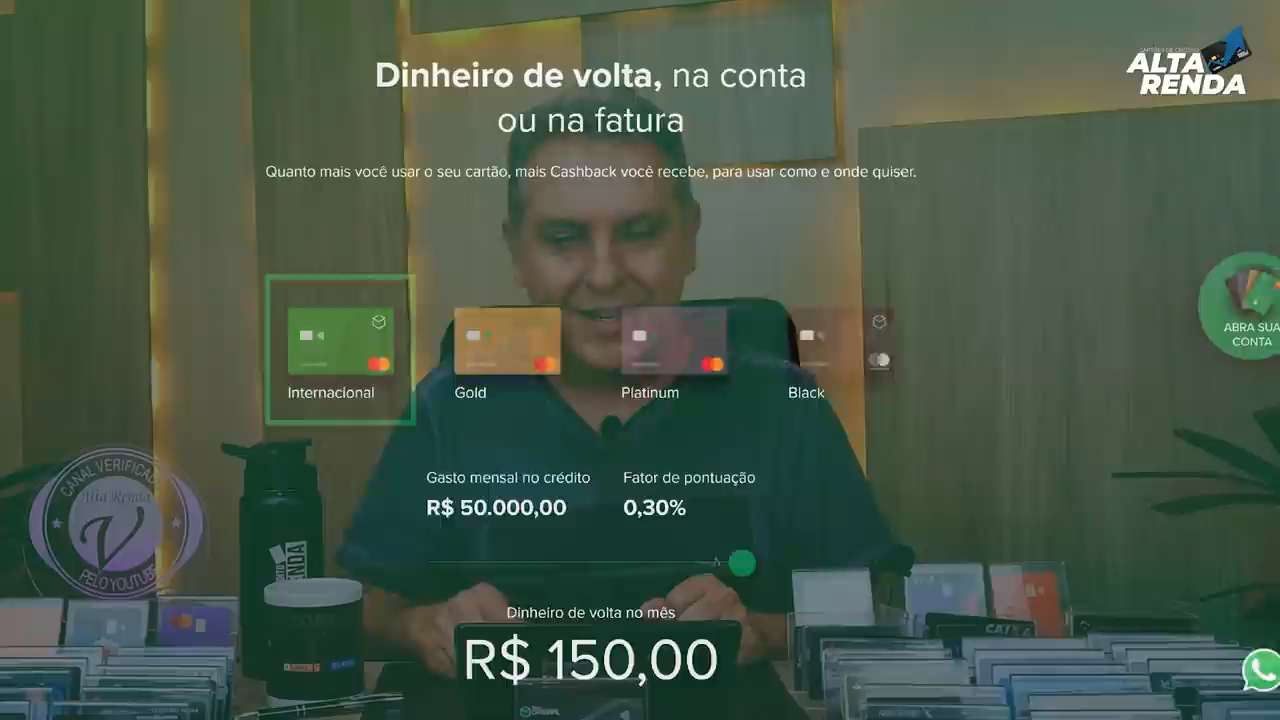 Dinheiro de volta, na conta
ou na fatura
Quanto mais você usar o seu cartão, mais Cashback você recebe, para usar como e onde quiser.
ALTA
RENDA
ABRA SUA
CONTA
Internacional
Gold
Platinum
Black
Gasto mensal no crédito
R$ 50.000,00
Fator de pontuação
0,30%
Dinheiro de volta no mês
R$ 150,00
CANAL VERIFICADO
Alta Renda
V
PELO YOUTUBE
RENDA
CAIXA